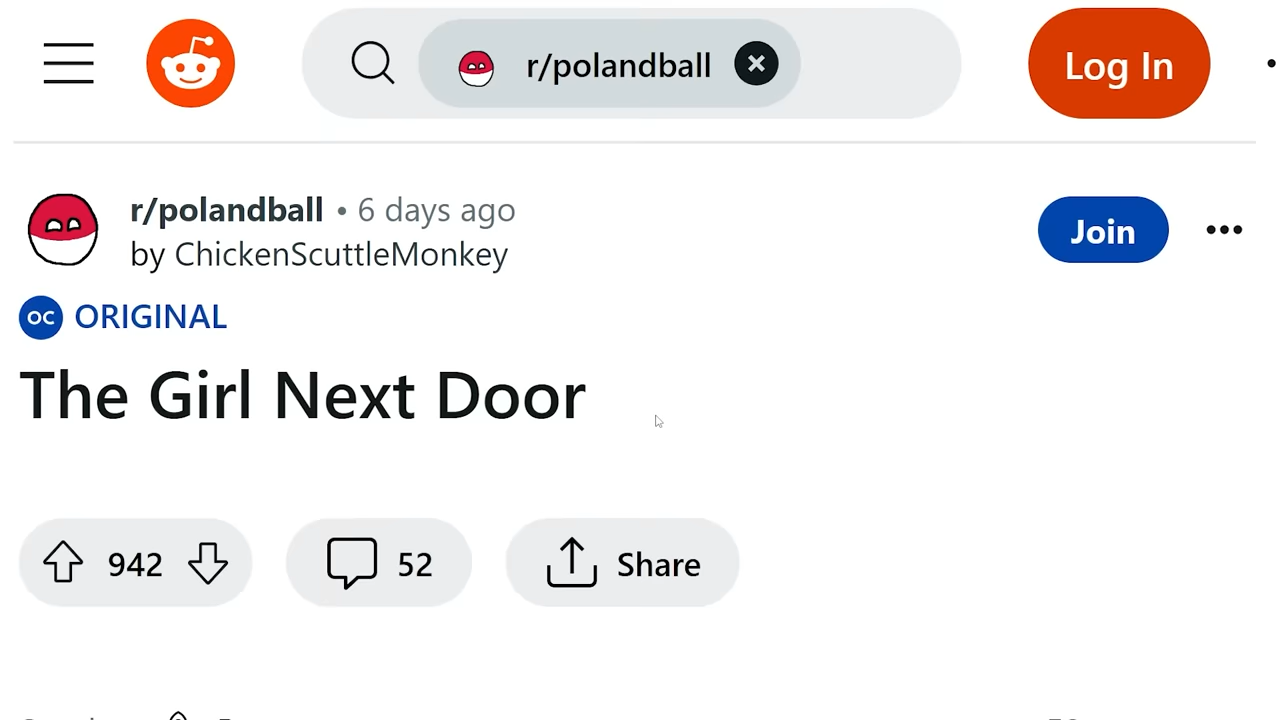 r/polandball
Log In
r/polandball • 6 days ago
by ChickenScuttleMonkey
Join
OC ORIGINAL
The Girl Next Door
942
52
Share